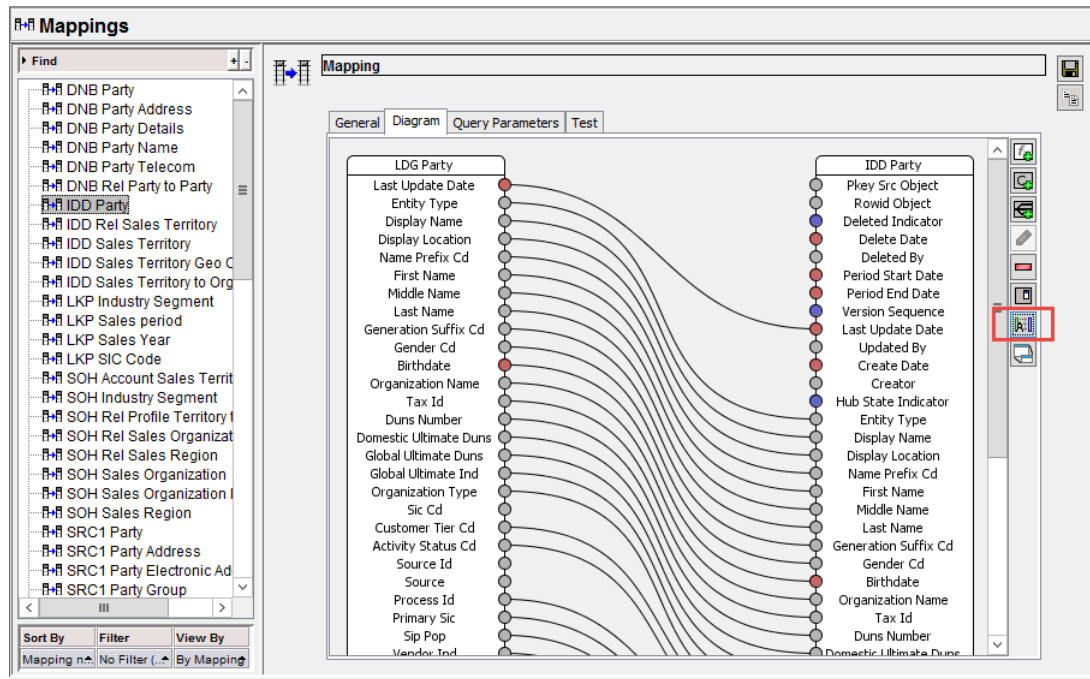 Mappings
Find
+ -
DNB Party
DNB Party Address
DNB Party Details
DNB Party Name
DNB Party Telecom
DNB Rel Party to Party
IDD Party
IDD Rel Sales Territory
IDD Sales Territory
IDD Sales Territory Geo C
IDD Sales Territory to Org
LKP Industry Segment
LKP Sales period
LKP Sales Year
LKP SIC Code
SOH Account Sales Territ
SOH Industry Segment
SOH Rel Profile Territory t
SOH Rel Sales Organizat
SOH Rel Sales Region
SOH Sales Organization
SOH Sales Organization
SOH Sales Region
SRC1 Party
SRC1 Party Address
SRC1 Party Electronic Ad
SRC1 Party Group
Sort By Filter View By
Mapping n... No Filter (... By Mapping
Mapping
General Diagram Query Parameters Test
LDG Party
Last Update Date
Entity Type
Display Name
Display Location
Name Prefix Cd
First Name
Middle Name
Last Name
Generation Suffix Cd
Gender Cd
Birthdate
Organization Name
Tax Id
Duns Number
Domestic Ultimate Duns
Global Ultimate Duns
Global Ultimate Ind
Organization Type
Sic Cd
Customer Tier Cd
Activity Status Cd
Source Id
Source
Process Id
Primary Sic
Sip Pop
Vendor Ind
IDD Party
Pkey Src Object
Rowid Object
Deleted Indicator
Delete Date
Deleted By
Period Start Date
Period End Date
Version Sequence
Last Update Date
Updated By
Create Date
Creator
Hub State Indicator
Entity Type
Display Name
Display Location
Name Prefix Cd
First Name
Middle Name
Last Name
Generation Suffix Cd
Gender Cd
Birthdate
Organization Name
Tax Id
Duns Number
Domestic Ultimate Duns